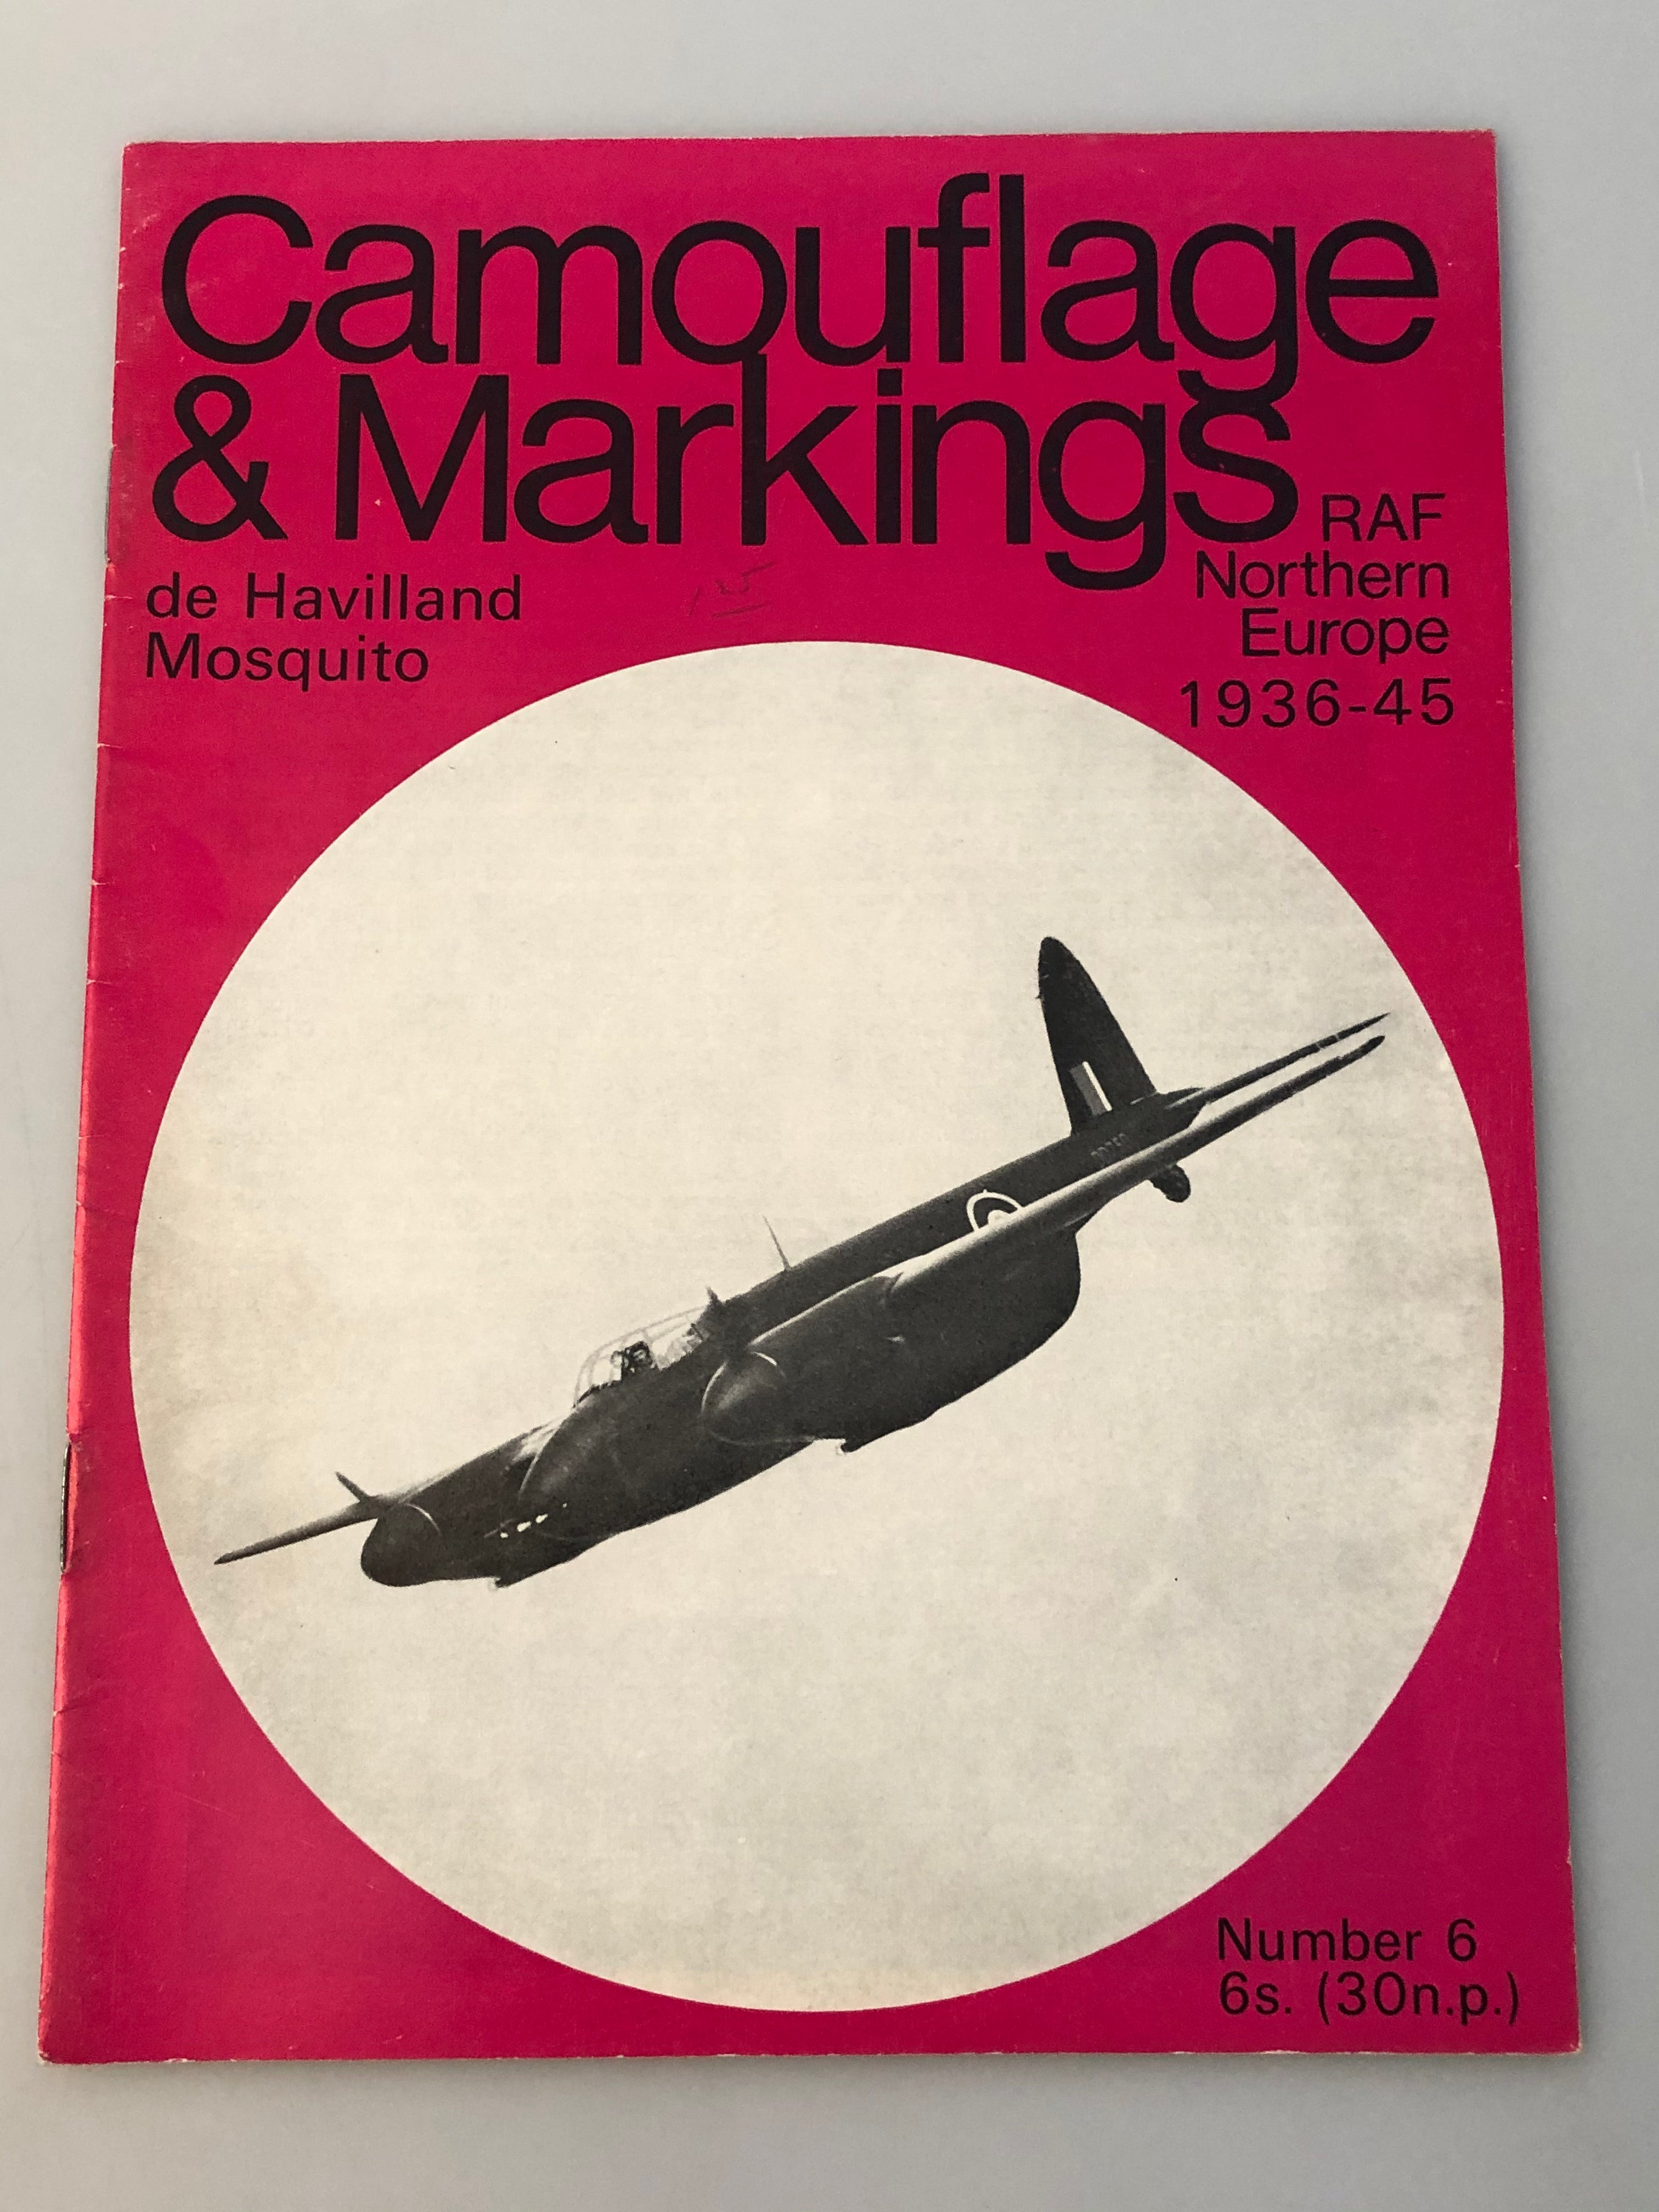 Camouflage
& Markings
RAF
Northern
Europe
1936-45
de Havilland
Mosquito
Number 6
6s. (30n.p.)